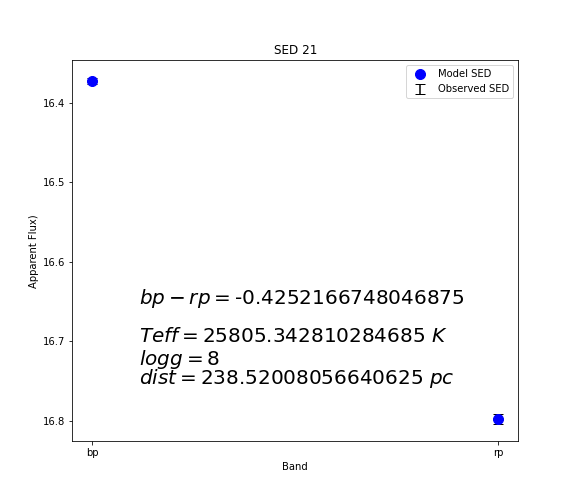 SED 21
Model SED
Observed SED
16.4
16.5
16.6
16.7
16.8
Apparent Flux)
bp − rp = -0.4252166748046875
Teff = 25805.342810284685 K
logg = 8
dist = 238.52008056640625 pc
bp
rp
Band